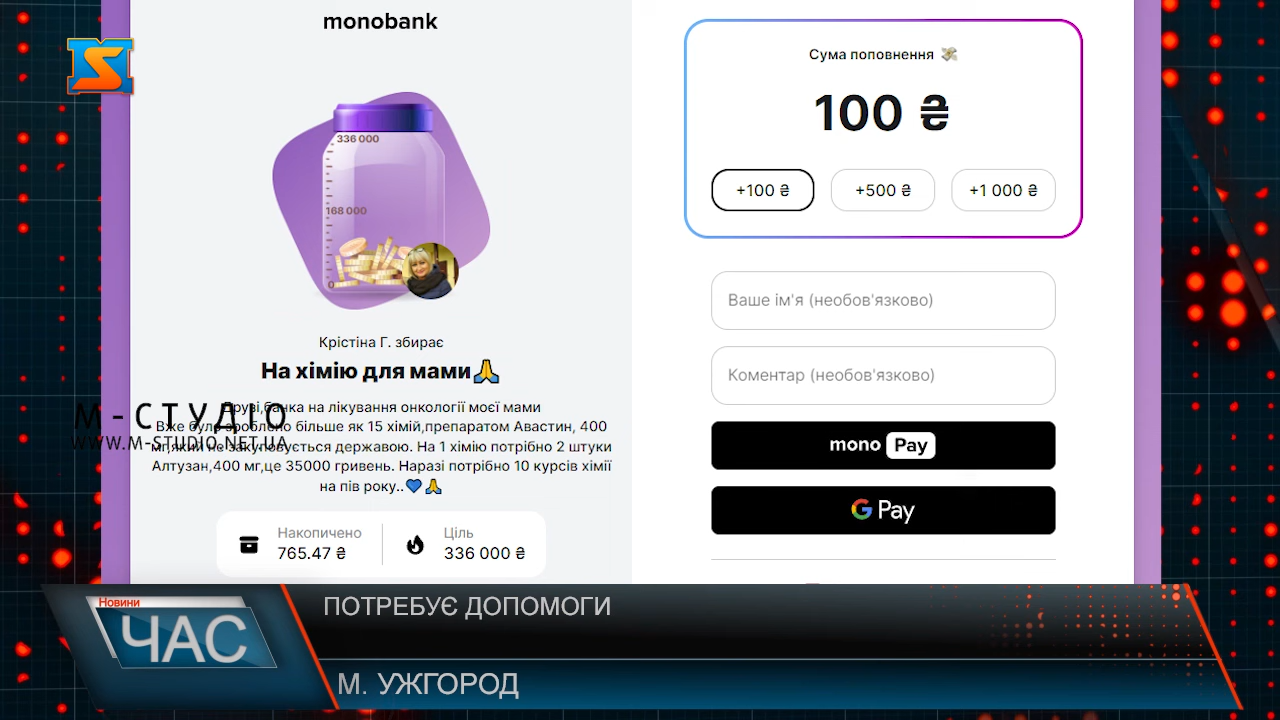 monobank
336 000
168 000
0
Крістіна Г. збирає
На хімію для мами🙏
Друзі,банка на лікування онкології моєї мами
Вже було зроблено більше як 15 хімій,препаратом Авастин, 400
мг,який не закуповується державою. На 1 хімію потрібно 2 штуки
Алтузан,400 мг,це 35000 гривень. Наразі потрібно 10 курсів хімії
на пів року..💙🙏
Накопичено
765.47 ₴
Ціль
336 000 ₴
Сума поповнення 💸
100 ₴
+100 ₴
+500 ₴
+1 000 ₴
Ваше ім'я (необов'язково)
Коментар (необов'язково)
mono Pay
G Pay
М-СТУДІО
WWW.M-STUDIO.NET.UA
Новини
ЧАС
ПОТРЕБУЄ ДОПОМОГИ
М. УЖГОРОД